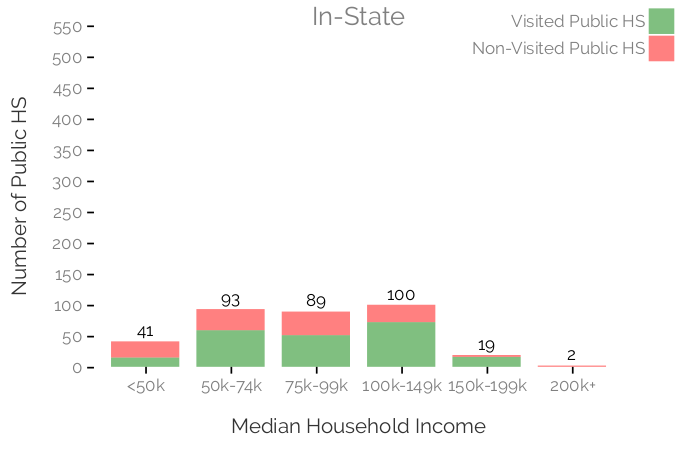 In-State
Visited Public HS
Non-Visited Public HS
Number of Public HS
550
500
450
400
350
300
250
200
150
100
50
0
41
93
89
100
19
2
<50k
50k-74k
75k-99k
100k-149k
150k-199k
200k+
Median Household Income